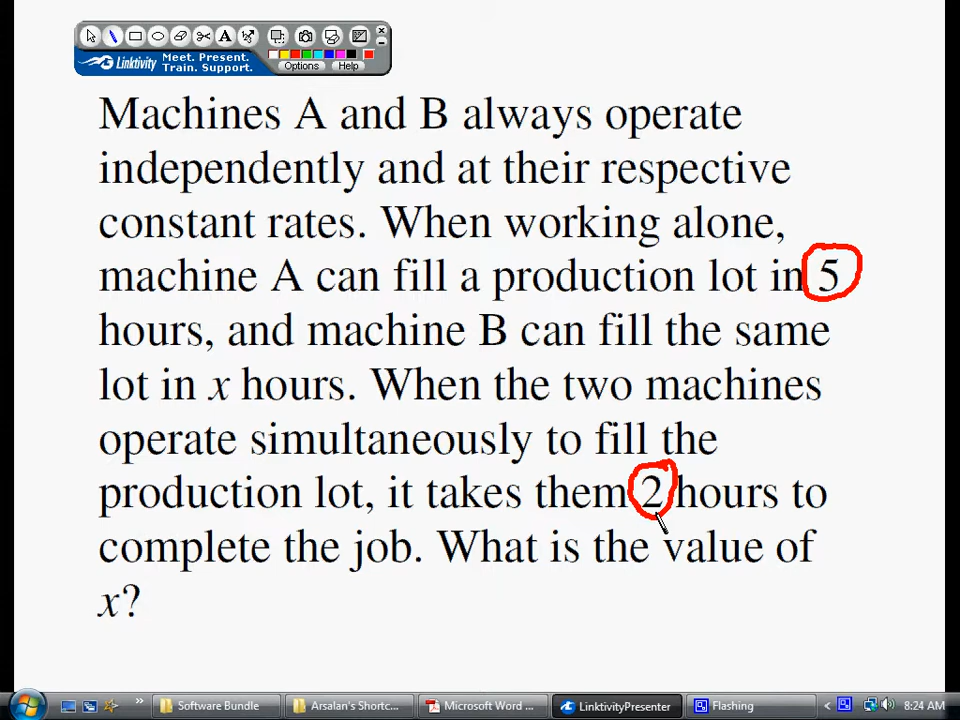 A
Linktivity
Meet. Present.
Train. Support.
Options
Help
Machines A and B always operate
independently and at their respective
constant rates. When working alone,
machine A can fill a production lot in 5
hours, and machine B can fill the same
lot in x hours. When the two machines
operate simultaneously to fill the
production lot, it takes them 2 hours to
complete the job. What is the value of
x?
»
Software Bundle
Arsalan's Shortc...
Microsoft Word ...
LinktivityPresenter
Flashing
<
8:24 AM